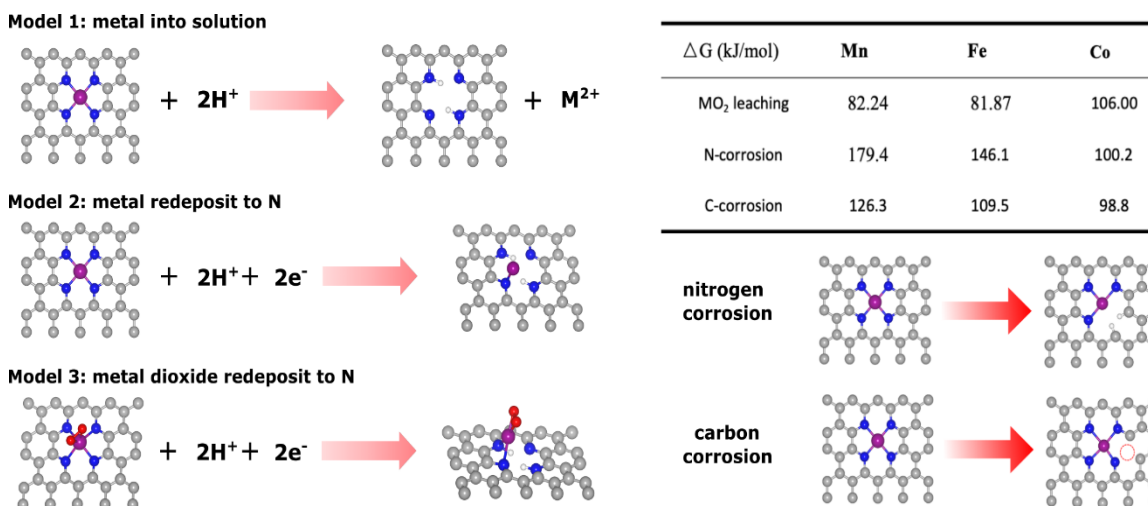 Model 1: metal into solution
+ 2H⁺ + M²⁺
Model 2: metal redeposit to N
+ 2H⁺ + 2e⁻
Model 3: metal dioxide redeposit to N
+ 2H⁺ + 2e⁻
△G (kJ/mol) Mn Fe Co
MO₂ leaching 82.24 81.87 106.00
N-corrosion 179.4 146.1 100.2
C-corrosion 126.3 109.5 98.8
nitrogen
corrosion
carbon
corrosion